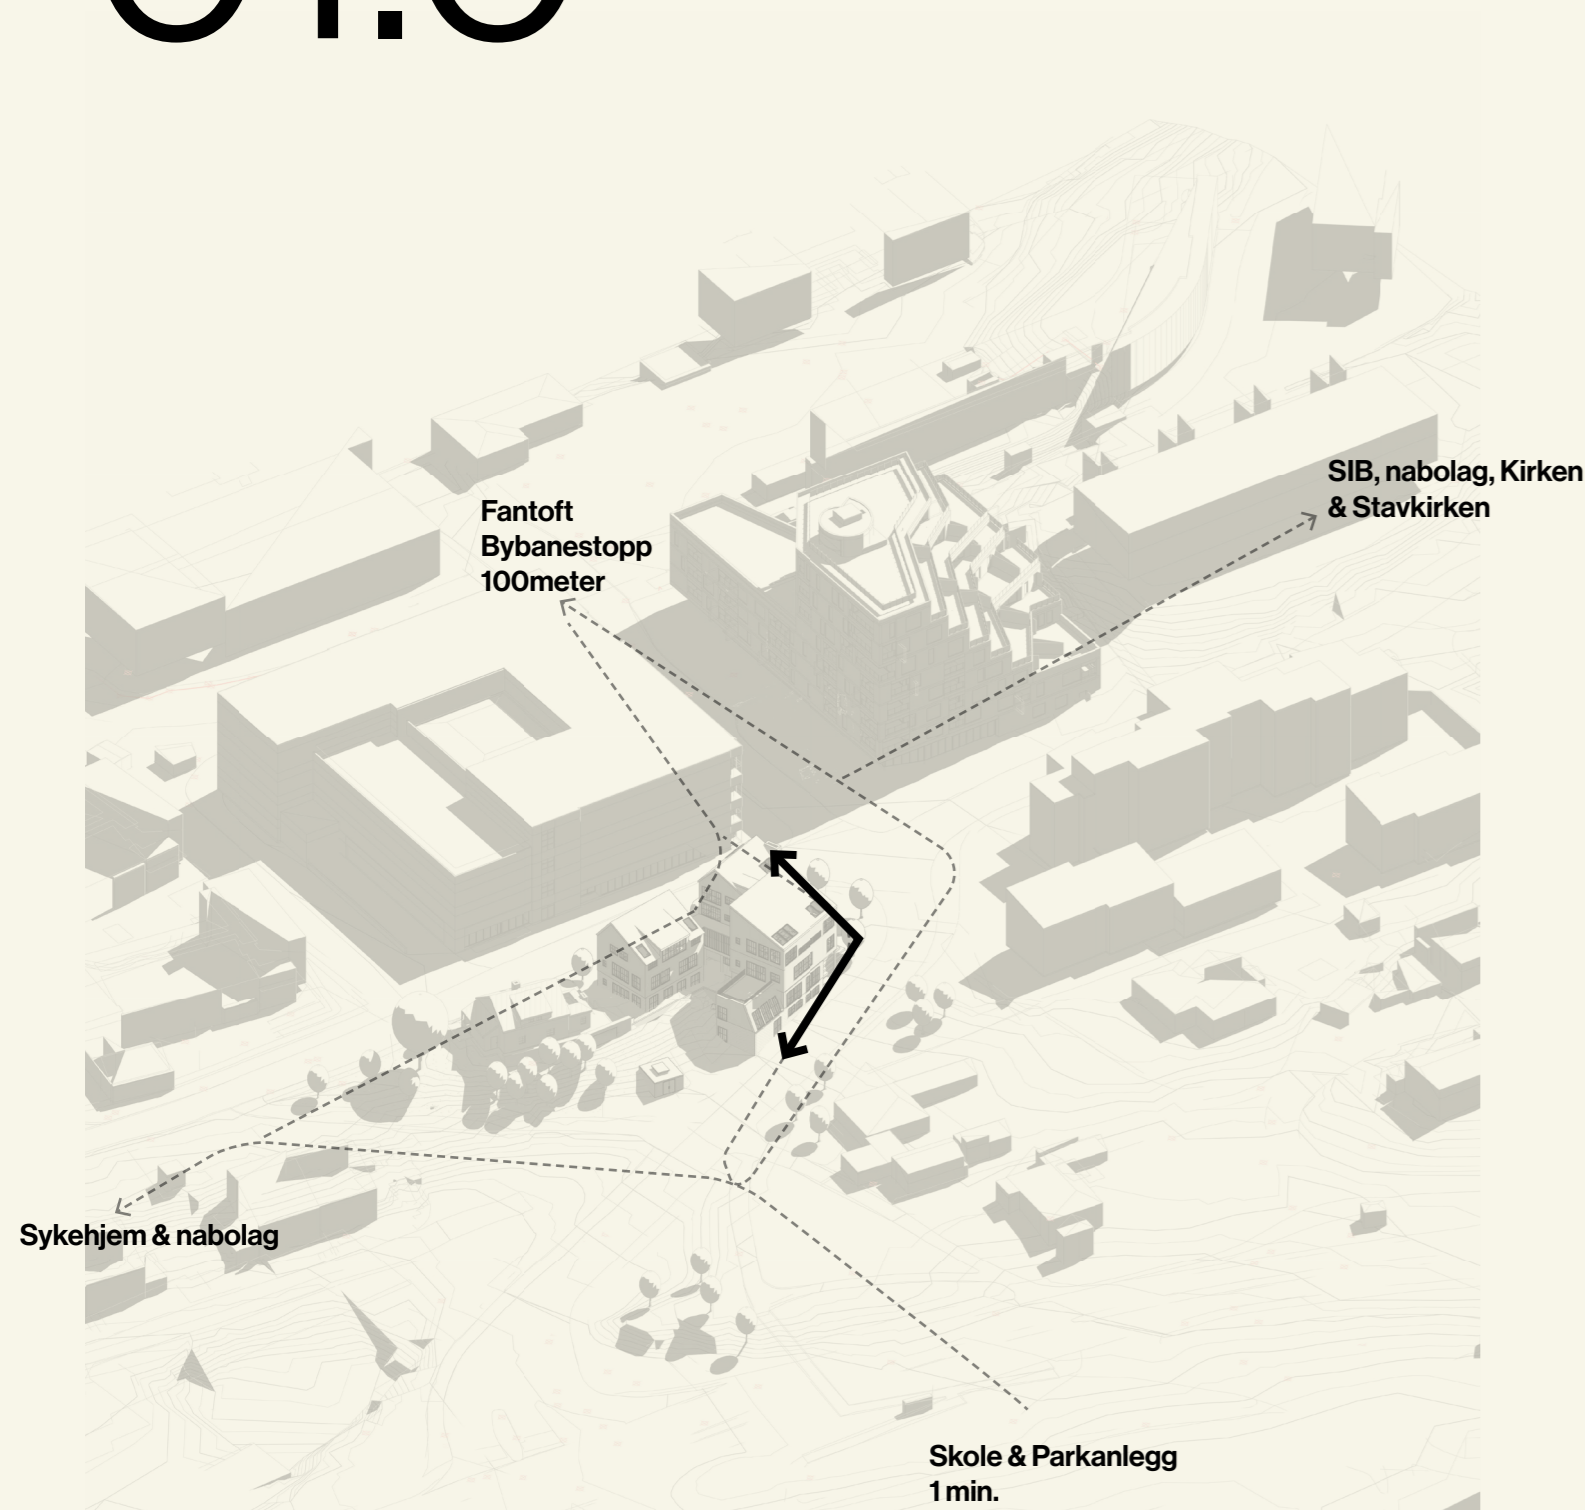 SIB, nabolag, Kirken
& Stavkirken
Fantoft
Bybanestopp
100meter
Sykehjem & nabolag
Skole & Parkanlegg
1 min.